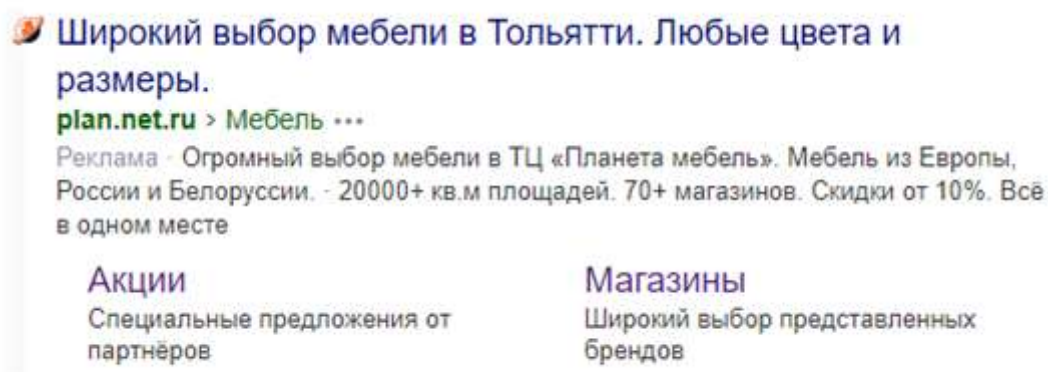 Широкий выбор мебели в Тольятти. Любые цвета и
размеры.
plan.net.ru › Мебель •••
Реклама · Огромный выбор мебели в ТЦ «Планета мебель». Мебель из Европы,
России и Белоруссии. · 20000+ кв.м площадей. 70+ магазинов. Скидки от 10%. Всё
в одном месте
Акции
Специальные предложения от
партнёров
Магазины
Широкий выбор представленных
брендов